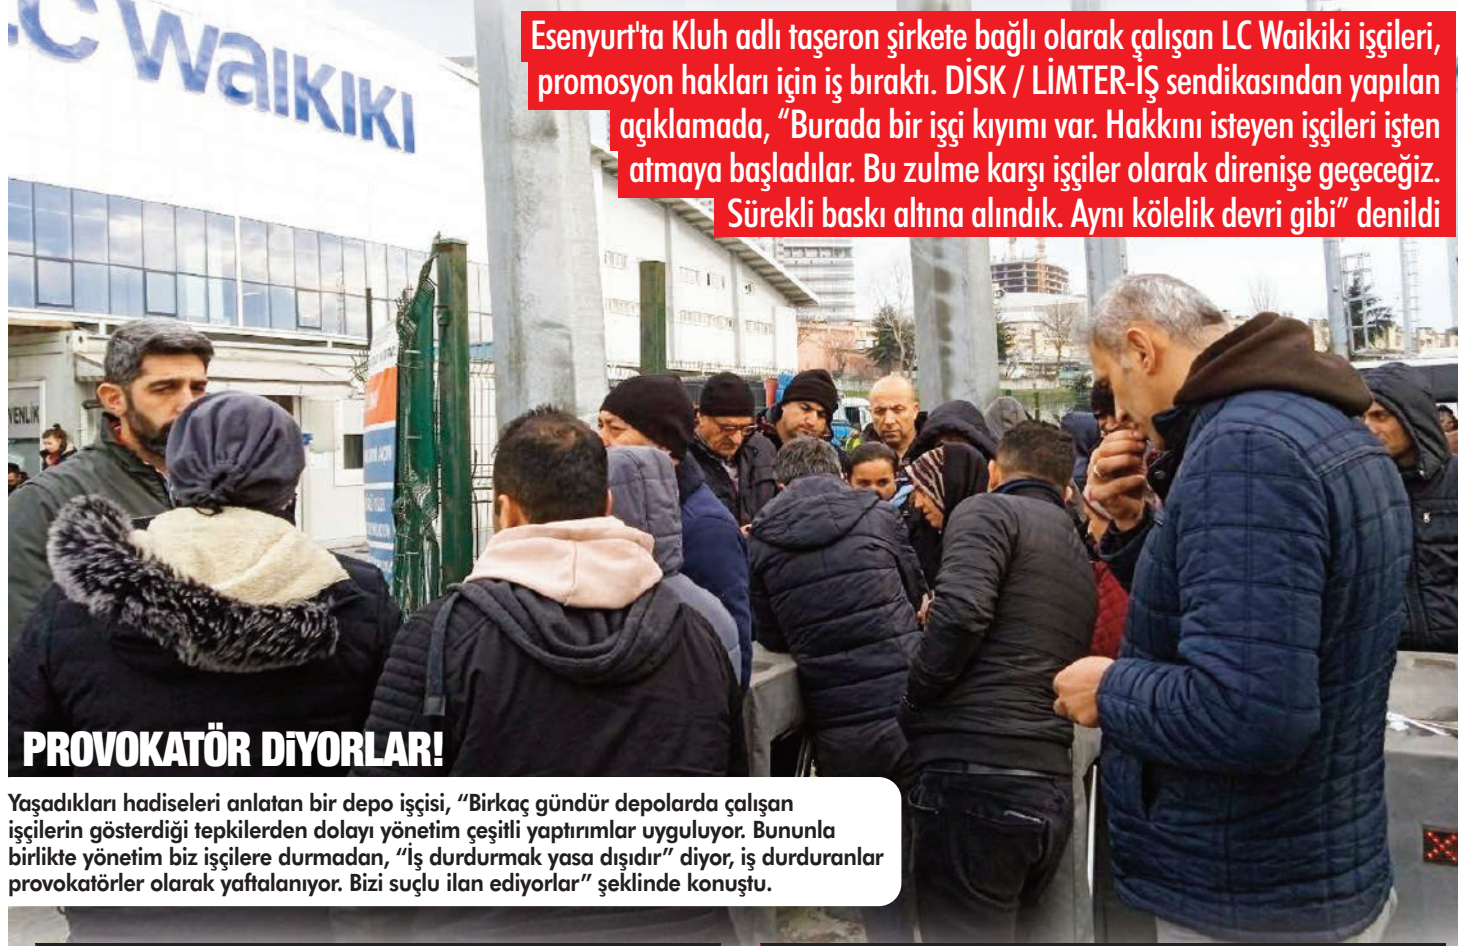 LC WAIKIKI
Esenyurt'ta Kluh adlı taşeron şirkete bağlı olarak çalışan LC Waikiki işçileri,
promosyon hakları için iş bıraktı. DİSK / LİMTER-İŞ sendikasından yapılan
açıklamada, “Burada bir işçi kıyımı var. Hakkını isteyen işçileri işten
atmaya başladılar. Bu zulme karşı işçiler olarak direnişe geçeceğiz.
Sürekli baskı altına alındık. Aynı kölelik devri gibi” denildi
VENLİK
PROVOKATÖR DİYORLAR!
Yaşadıkları hadiseleri anlatan bir depo işçisi, “Birkaç gündür depolarda çalışan
işçilerin gösterdiği tepkilerden dolayı yönetim çeşitli yaptırımlar uyguluyor. Bununla
birlikte yönetim biz işçilere durmadan, “İş durdurmak yasa dışıdır” diyor, iş durduranlar
provokatörler olarak yaftalanıyor. Bizi suçlu ilan ediyorlar” şeklinde konuştu.